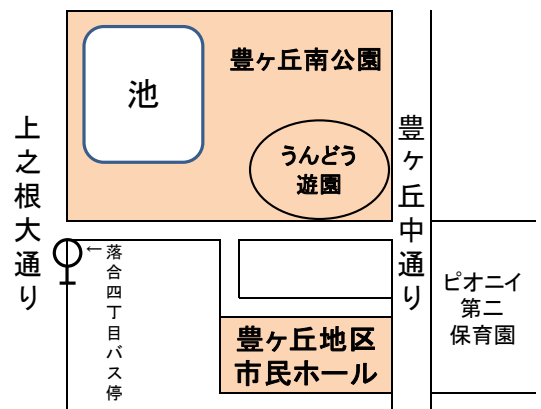 豊ヶ丘南公園
池
うんどう
遊園
上之根大通り
豊ヶ丘中通り
←落合四丁目バス停
ピオニイ
第二
保育園
豊ヶ丘地区
市民ホール